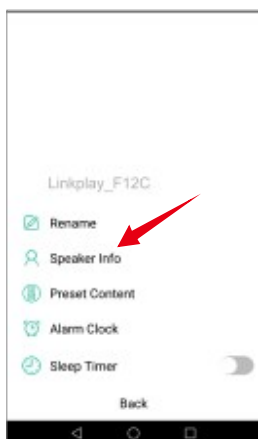 Linkplay_F12C
Rename
Speaker Info
Preset Content
Alarm Clock
Sleep Timer
Back